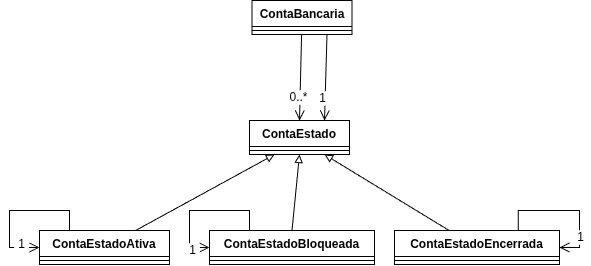 ContaBancaria
0..*
1
ContaEstado
ContaEstadoAtiva
1
ContaEstadoBloqueada
1
ContaEstadoEncerrada
1